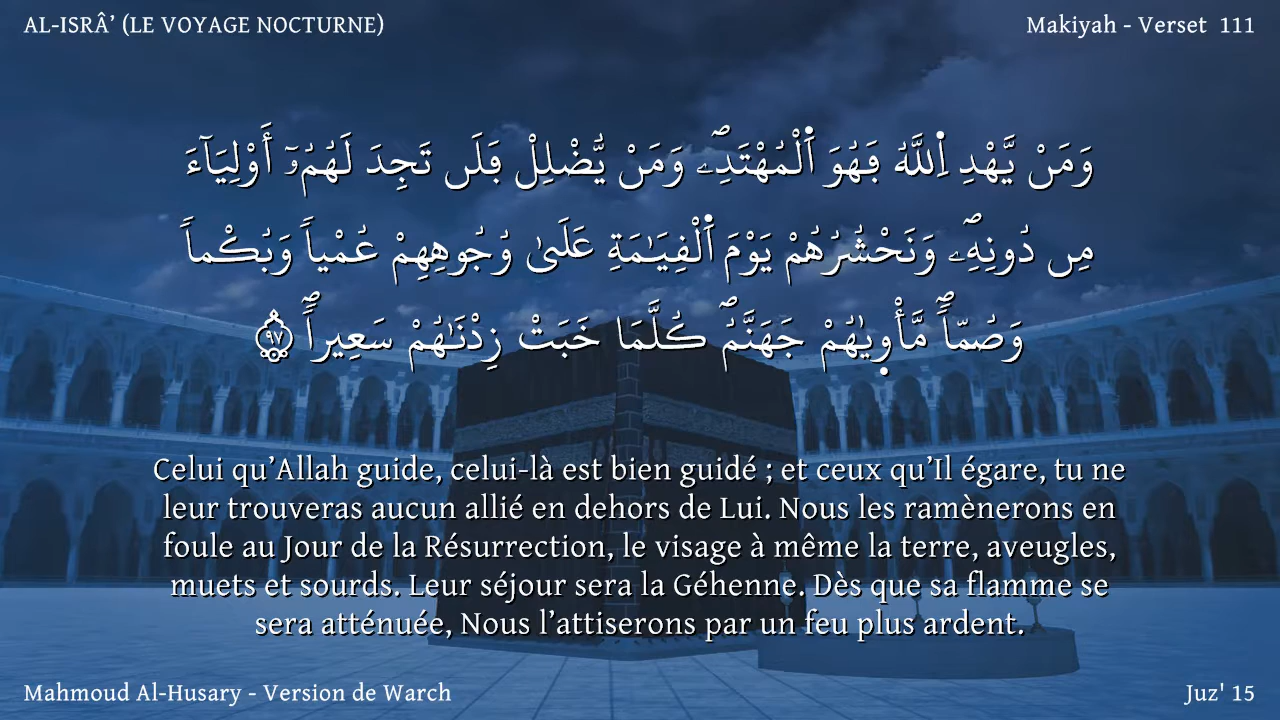 AL-ISRÂ’ (LE VOYAGE NOCTURNE)
Makiyah - Verset 111
وَمَنْ يَّهْدِ اِ۬للَّهُ فَهُوَ اَ۬لْمُهْتَدِۦۖ وَمَنْ يُّضْلِلْ فَلَن تَجِدَ لَهُمُۥٓ أَوْلِيَآءَ
مِن دُونِهِۦۖ وَنَحْشُرُهُمْ يَوْمَ اَ۬لْقِيَٰمَةِ عَلَىٰ وُجُوهِهِمْ عُمْياً وَبُكْماً
وَصُمّاًۖ مَّأْو۪يٰهُمْ جَهَنَّمُۖ كُلَّمَا خَبَتْ زِدْنَٰهُمْ سَعِيراًۖ ٩٧
Celui qu’Allah guide, celui-là est bien guidé ; et ceux qu’Il égare, tu ne
leur trouveras aucun allié en dehors de Lui. Nous les ramènerons en
foule au Jour de la Résurrection, le visage à même la terre, aveugles,
muets et sourds. Leur séjour sera la Géhenne. Dès que sa flamme se
sera atténuée, Nous l’attiserons par un feu plus ardent.
Mahmoud Al-Husary - Version de Warch
Juz' 15